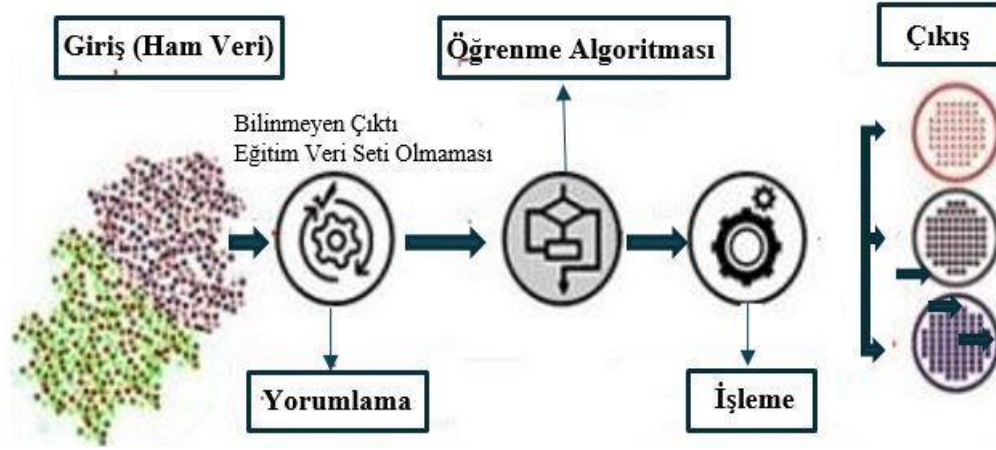 Giriş (Ham Veri)
Öğrenme Algoritması
Çıkış
Bilinmeyen Çıktı
Eğitim Veri Seti Olmaması
Yorumlama
İşleme